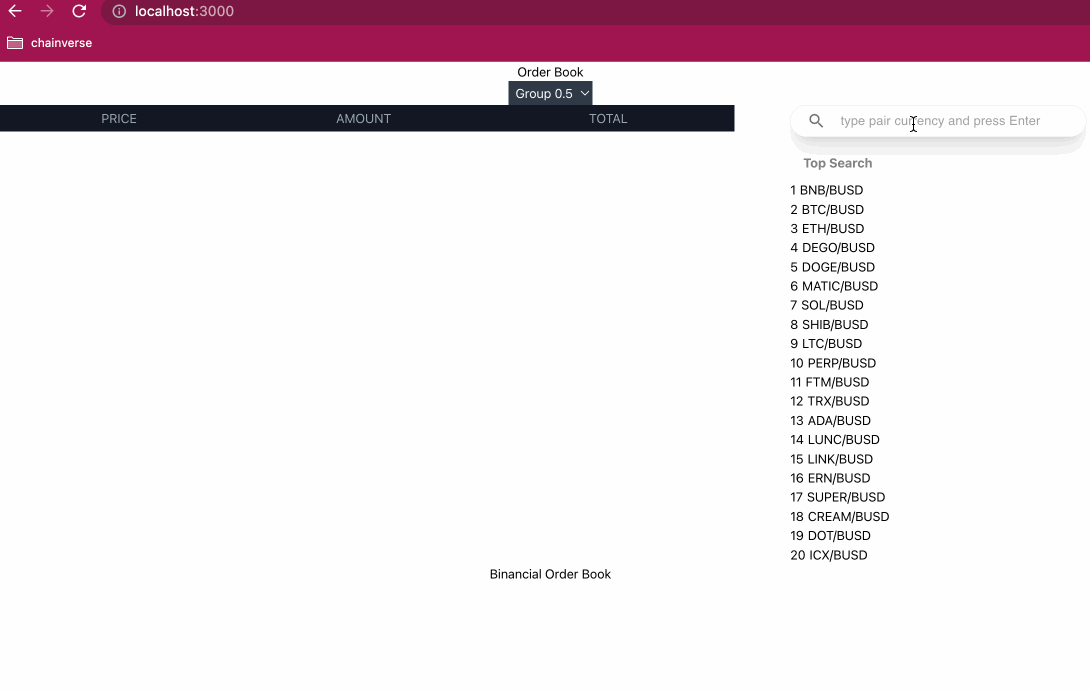 localhost:3000
chainverse
Order Book
Group 0.5
PRICE AMOUNT TOTAL
type pair currency and press Enter
Top Search
1 BNB/BUSD
2 BTC/BUSD
3 ETH/BUSD
4 DEGO/BUSD
5 DOGE/BUSD
6 MATIC/BUSD
7 SOL/BUSD
8 SHIB/BUSD
9 LTC/BUSD
10 PERP/BUSD
11 FTM/BUSD
12 TRX/BUSD
13 ADA/BUSD
14 LUNC/BUSD
15 LINK/BUSD
16 ERN/BUSD
17 SUPER/BUSD
18 CREAM/BUSD
19 DOT/BUSD
20 ICX/BUSD
Binancial Order Book